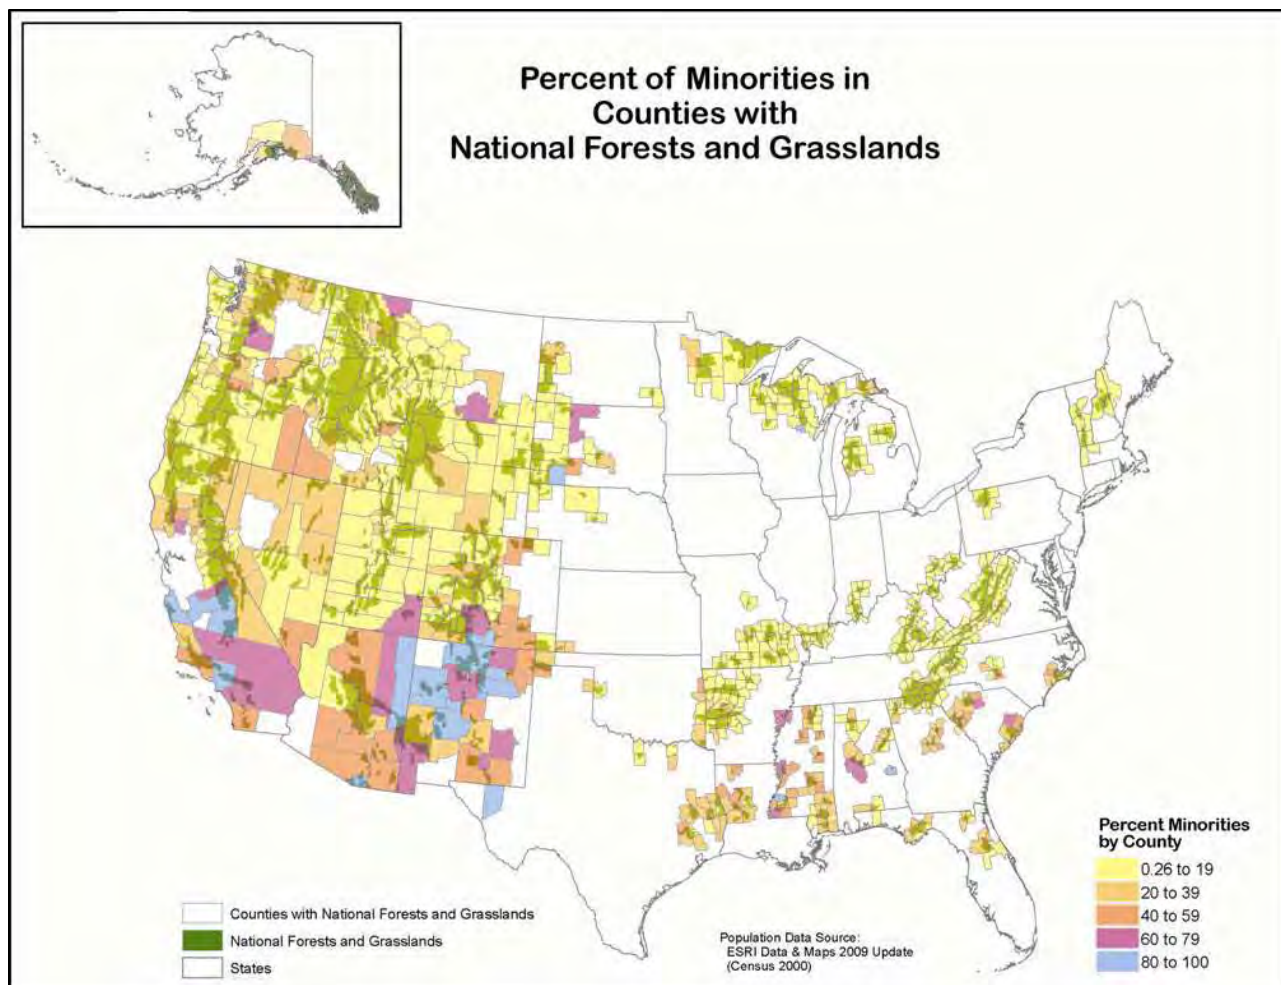 Percent of Minorities in
Counties with
National Forests and Grasslands
Percent Minorities
by County
0.26 to 19
20 to 39
40 to 59
60 to 79
80 to 100
Counties with National Forests and Grasslands
National Forests and Grasslands
States
Population Data Source:
ESRI Data & Maps 2009 Update
(Census 2000)